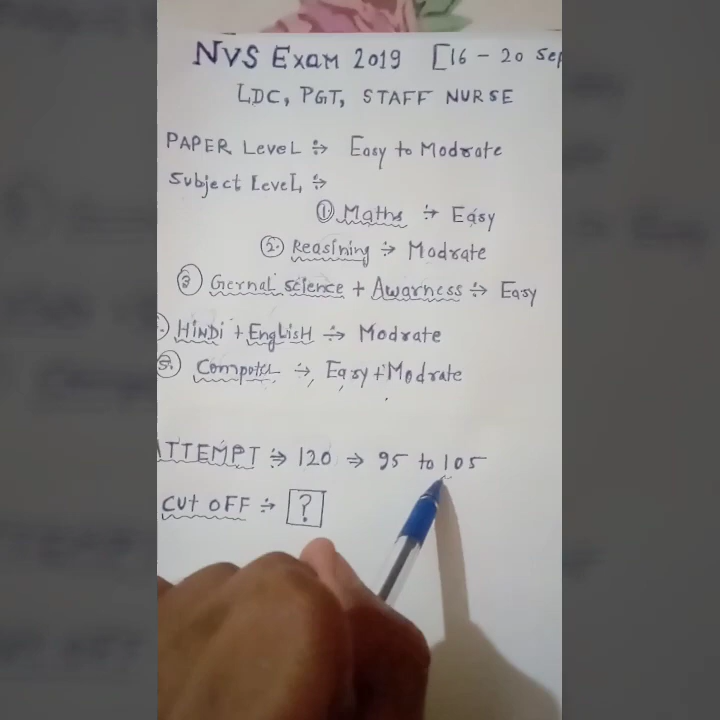 NVS Exam 2019 [16 - 20 Sep
LDC, PGT, STAFF NURSE
PAPER Level ⇒ Easy to Modrate
Subject Level ⇒
① Maths ⇒ Easy
② Reasining ⇒ Modrate
③ Gernal science + Awarness ⇒ Easy
HINDi + EngLisH ⇒ Modrate
5. Computer ⇒ Easy + Modrate
ATTEMPT ⇒ 120 ⇒ 95 to 105
Cut OFF ⇒ ?